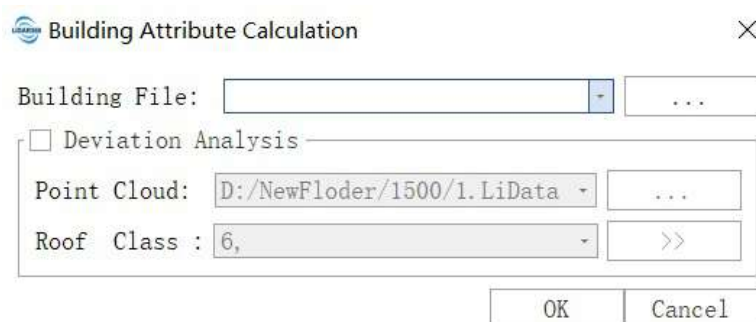 Building Attribute Calculation
Building File: ...
Deviation Analysis
Point Cloud: D:/NewFloder/1500/1.LiData ...
Roof Class : 6, >>
OK Cancel